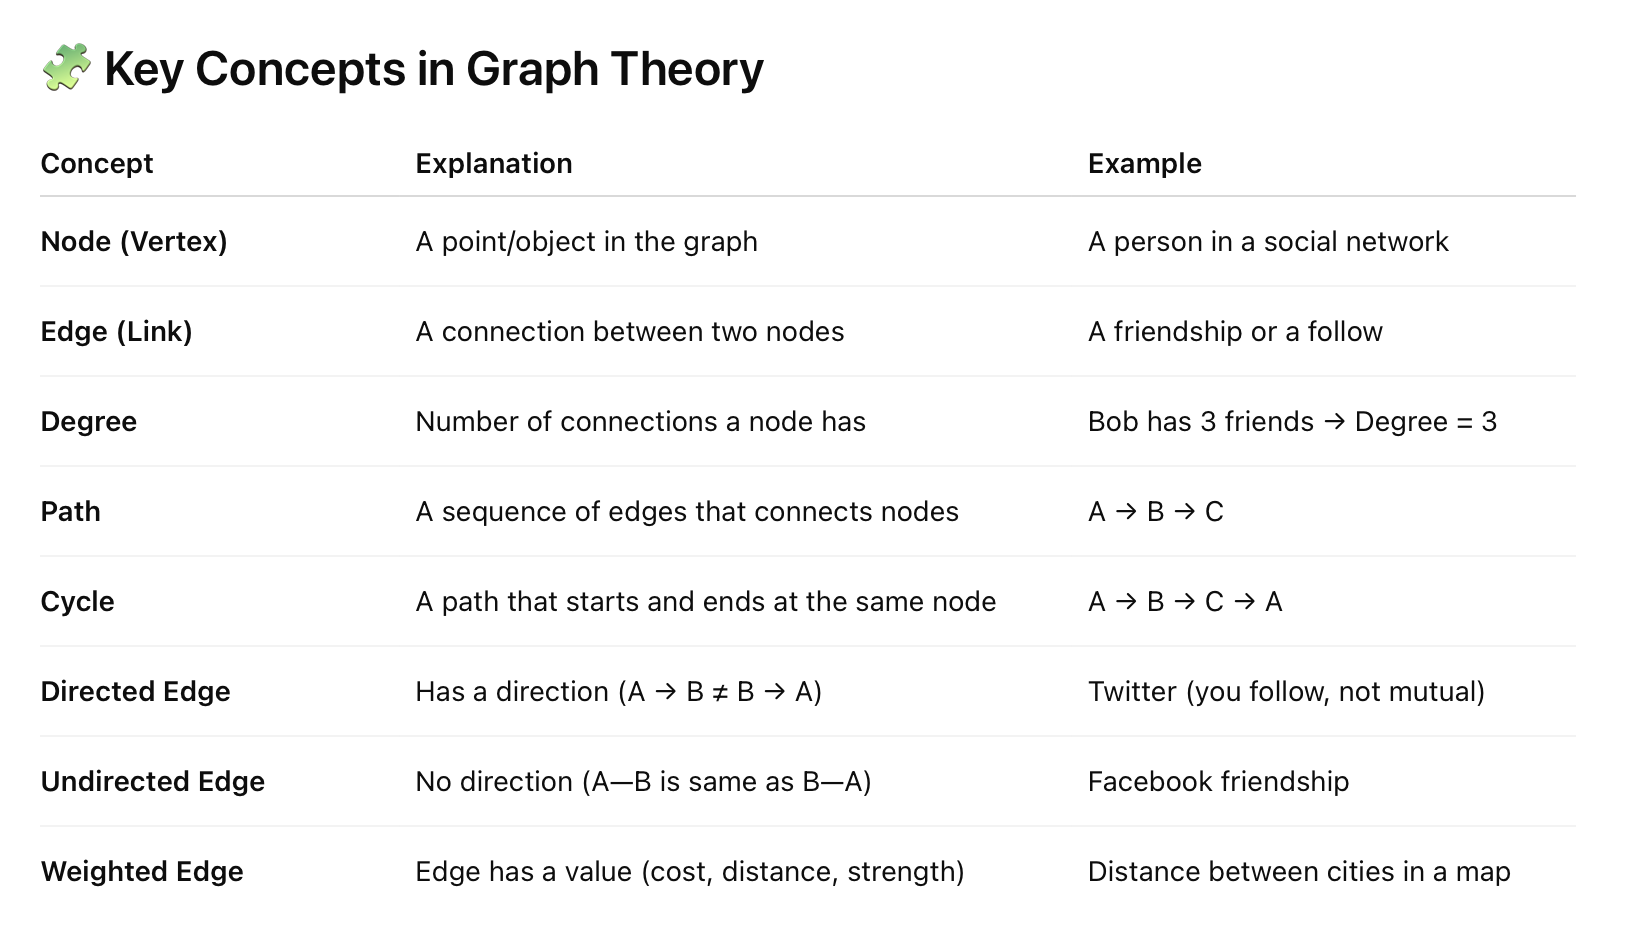 🧩 Key Concepts in Graph Theory
Concept Explanation Example
Node (Vertex) A point/object in the graph A person in a social network
Edge (Link) A connection between two nodes A friendship or a follow
Degree Number of connections a node has Bob has 3 friends → Degree = 3
Path A sequence of edges that connects nodes A → B → C
Cycle A path that starts and ends at the same node A → B → C → A
Directed Edge Has a direction (A → B ≠ B → A) Twitter (you follow, not mutual)
Undirected Edge No direction (A—B is same as B—A) Facebook friendship
Weighted Edge Edge has a value (cost, distance, strength) Distance between cities in a map